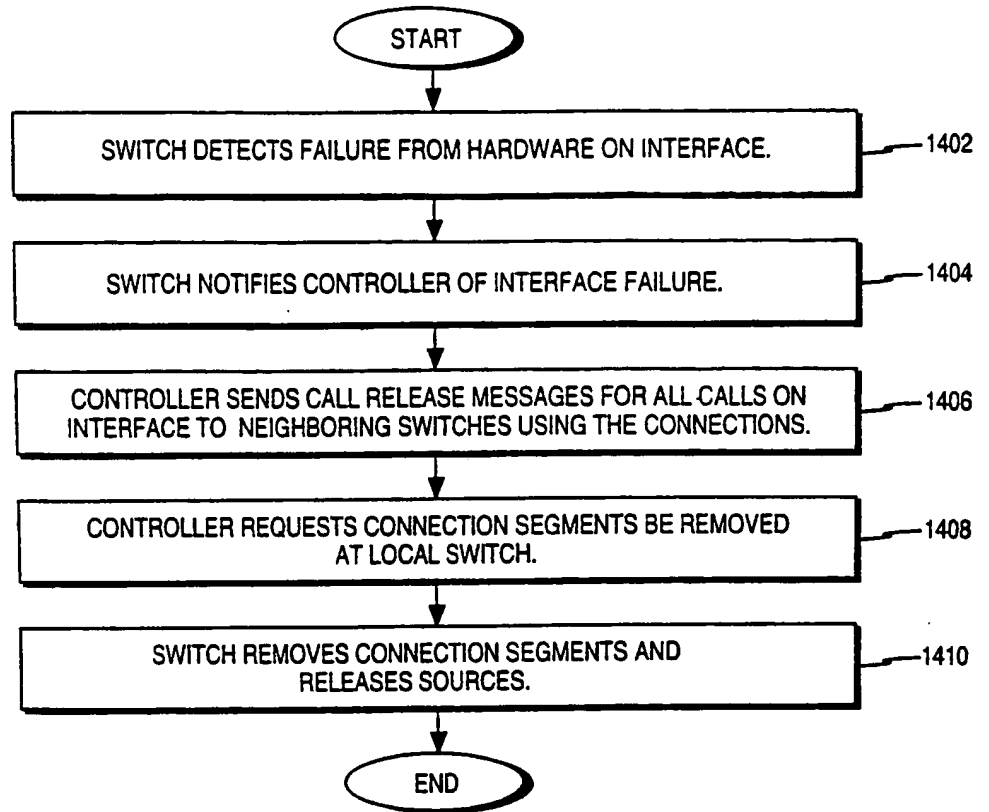 START
SWITCH DETECTS FAILURE FROM HARDWARE ON INTERFACE.
1402
SWITCH NOTIFIES CONTROLLER OF INTERFACE FAILURE.
1404
CONTROLLER SENDS CALL RELEASE MESSAGES FOR ALL CALLS ON
INTERFACE TO NEIGHBORING SWITCHES USING THE CONNECTIONS.
1406
CONTROLLER REQUESTS CONNECTION SEGMENTS BE REMOVED
AT LOCAL SWITCH.
1408
SWITCH REMOVES CONNECTION SEGMENTS AND
RELEASES SOURCES.
1410
END